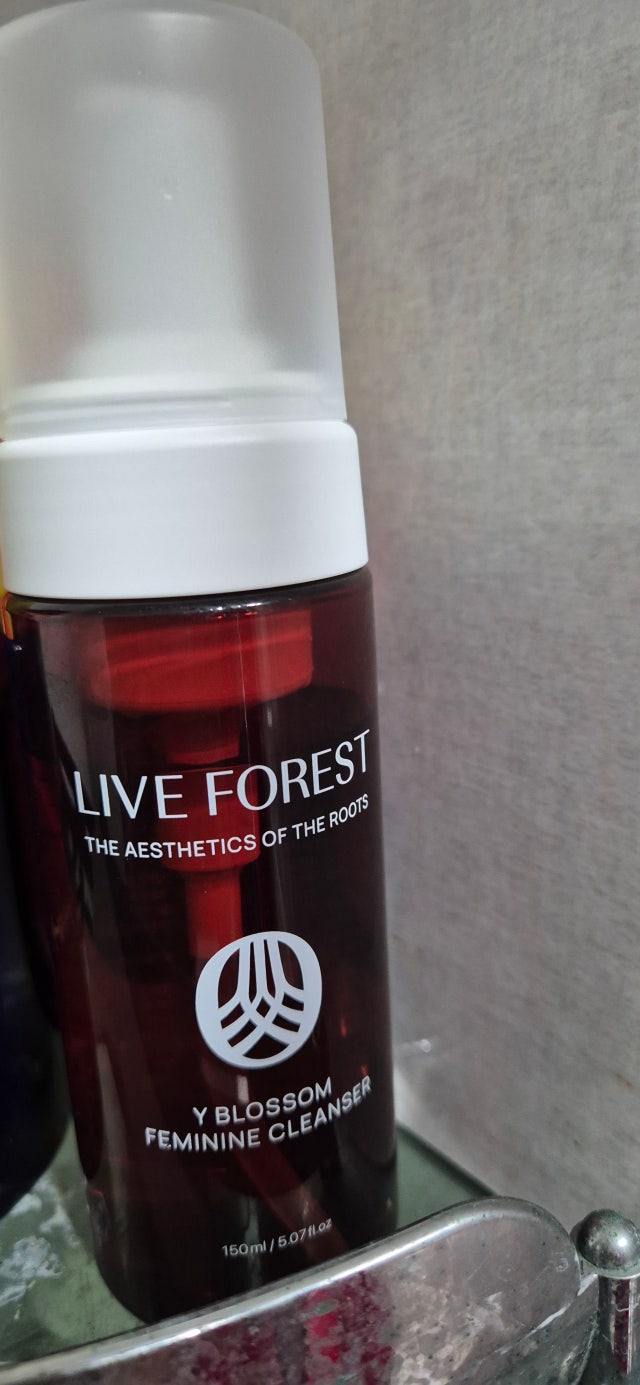 LIVE FOREST
THE AESTHETICS OF THE ROOTS
Y BLOSSOM
FEMININE CLEANSER
150ml / 5.07fl.oz